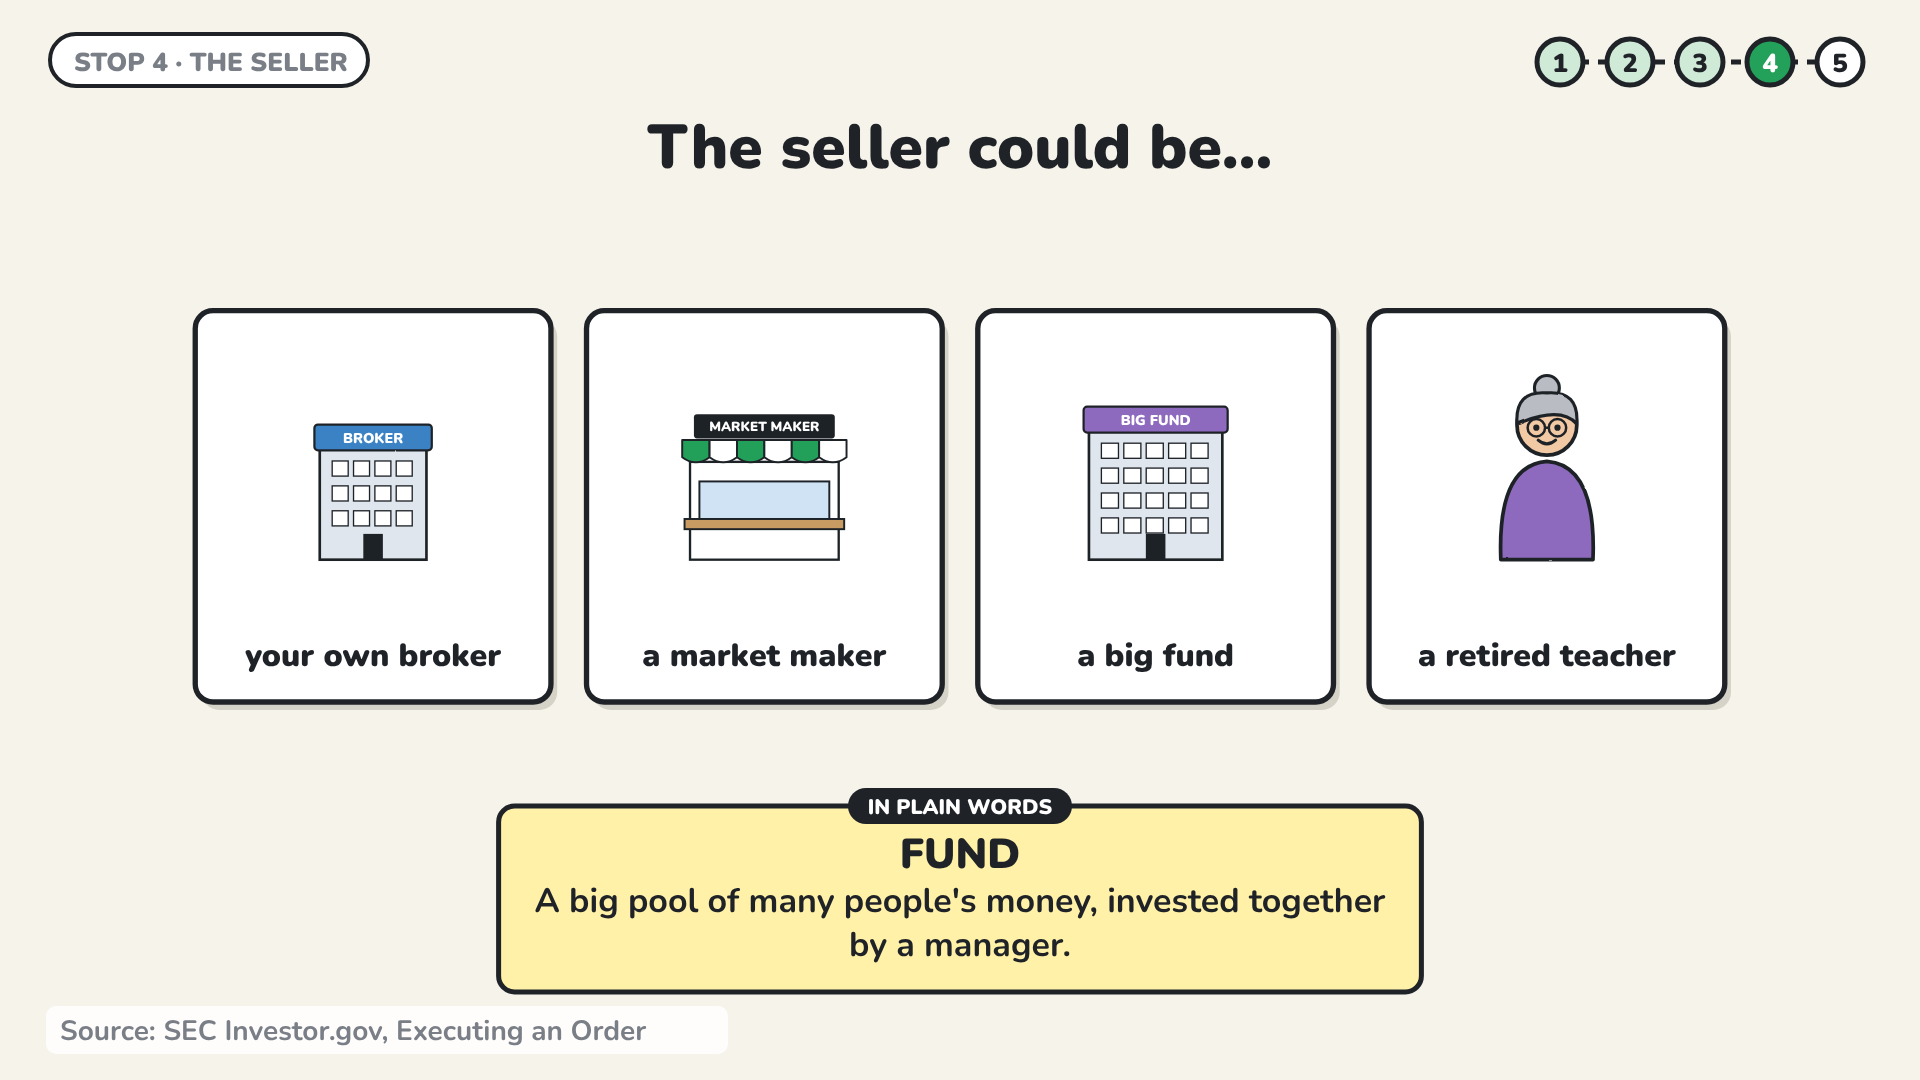 STOP 4 · THE SELLER
1 2 3 4 5
The seller could be...
BROKER
your own broker
MARKET MAKER
a market maker
BIG FUND
a big fund
a retired teacher
IN PLAIN WORDS
FUND
A big pool of many people's money, invested together
by a manager.
Source: SEC Investor.gov, Executing an Order